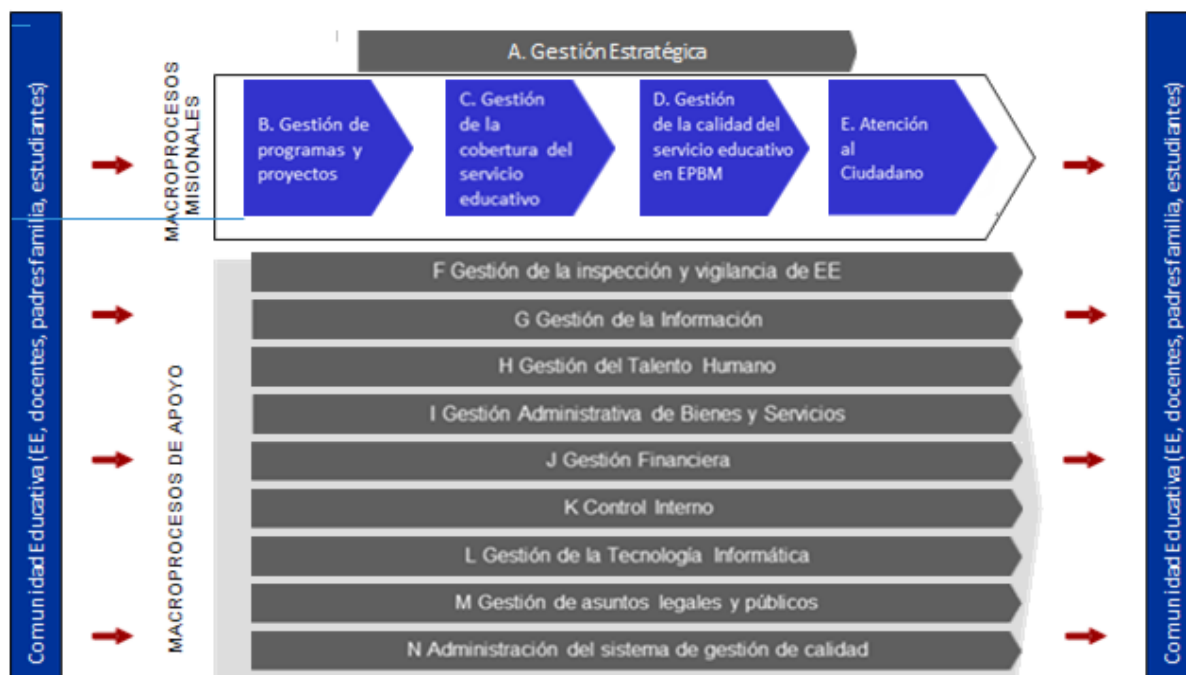 Comunidad Educativa (EE, docentes, padresfamilia, estudiantes)
MACROPROCESOS
MISIONALES
A. Gestión Estratégica
B. Gestión de
programas y
proyectos
C. Gestión
de la
cobertura del
servicio
educativo
D. Gestión
de la calidad del
servicio educativo
en EPBM
E. Atención
al
Ciudadano
MACROPROCESOS DE APOYO
F Gestión de la inspección y vigilancia de EE
G Gestión de la Información
H Gestión del Talento Humano
I Gestión Administrativa de Bienes y Servicios
J Gestión Financiera
K Control Interno
L Gestión de la Tecnología Informática
M Gestión de asuntos legales y públicos
N Administración del sistema de gestión de calidad
Comunidad Educativa (EE, docentes, padresfamilia, estudiantes)